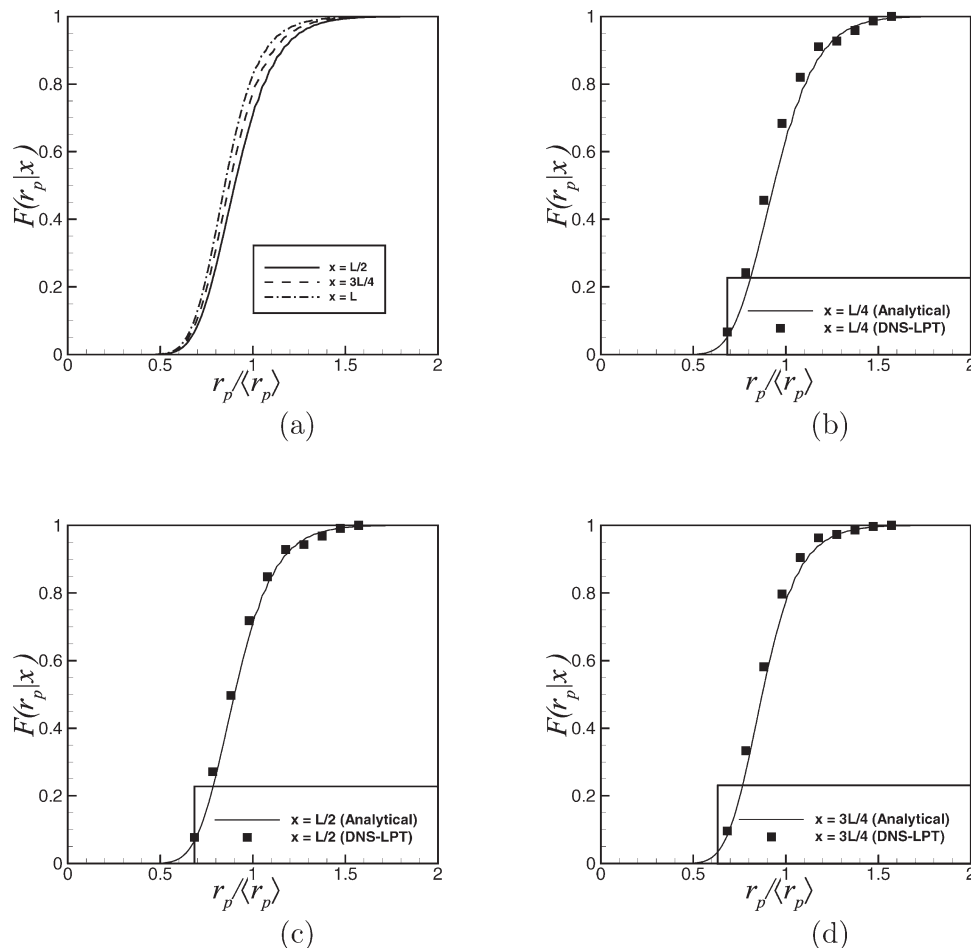 1
0.8
0.6
0.4
0.2
0
F(r_p|x)
x = L/2
x = 3L/4
x = L
0 0.5 1 1.5 2
r_p/⟨r_p⟩
(a)
1
0.8
0.6
0.4
0.2
0
F(r_p|x)
x = L/4 (Analytical)
x = L/4 (DNS-LPT)
0 0.5 1 1.5 2
r_p/⟨r_p⟩
(b)
1
0.8
0.6
0.4
0.2
0
F(r_p|x)
x = L/2 (Analytical)
x = L/2 (DNS-LPT)
0 0.5 1 1.5 2
r_p/⟨r_p⟩
(c)
1
0.8
0.6
0.4
0.2
0
F(r_p|x)
x = 3L/4 (Analytical)
x = 3L/4 (DNS-LPT)
0 0.5 1 1.5 2
r_p/⟨r_p⟩
(d)